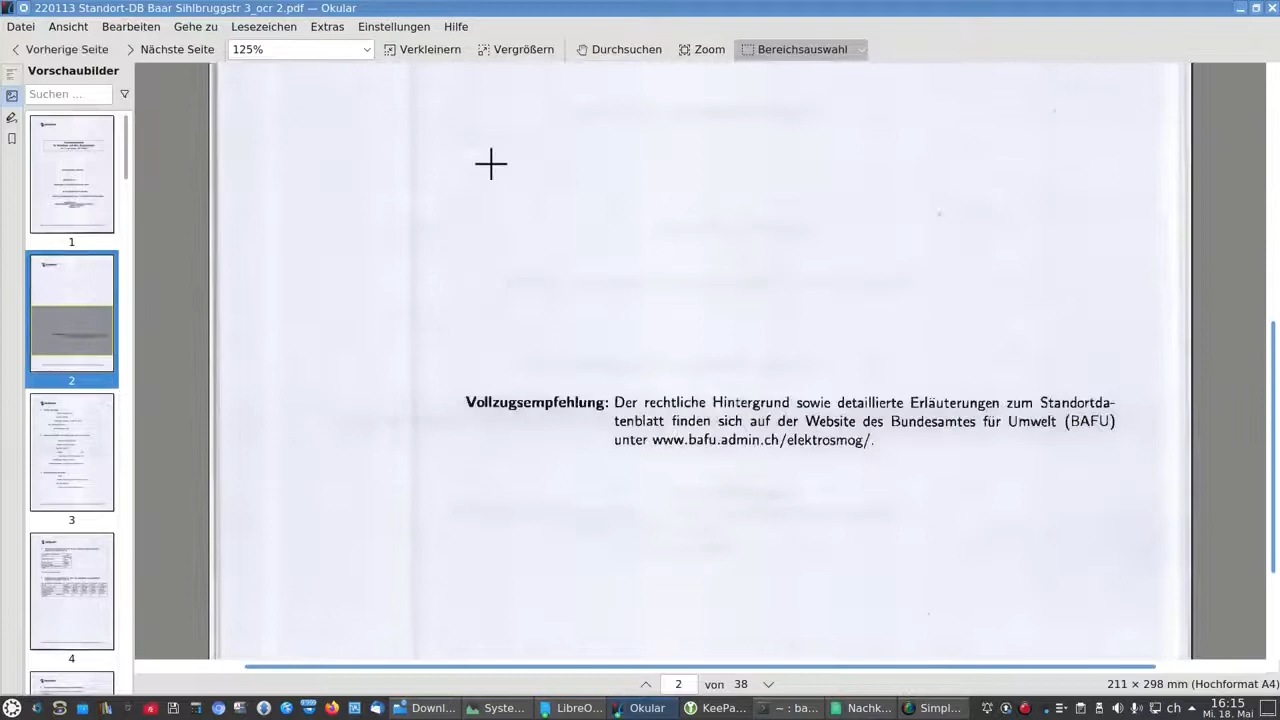 220113 Standort-DB Baar Sihlbruggstr 3_ocr 2.pdf — Okular
Datei Ansicht Bearbeiten Gehe zu Lesezeichen Extras Einstellungen Hilfe
Vorherige Seite Nächste Seite 125% Verkleinern Vergrößern Durchsuchen Zoom Bereichsauswahl
Vorschaubilder
Suchen ...
1
2
3
4
Vollzugsempfehlung: Der rechtliche Hintergrund sowie detaillierte Erläuterungen zum Standortda-
tenblatt finden sich auf der Website des Bundesamtes für Umwelt (BAFU)
unter www.bafu.admin.ch/elektrosmog/.
2 von 38
211 × 298 mm (Hochformat A4)
Downl... Syste... LibreO... Okular KeePa... ~ : ba... Nachk... Simpl... ch 16:15
Mi. 18. Mai